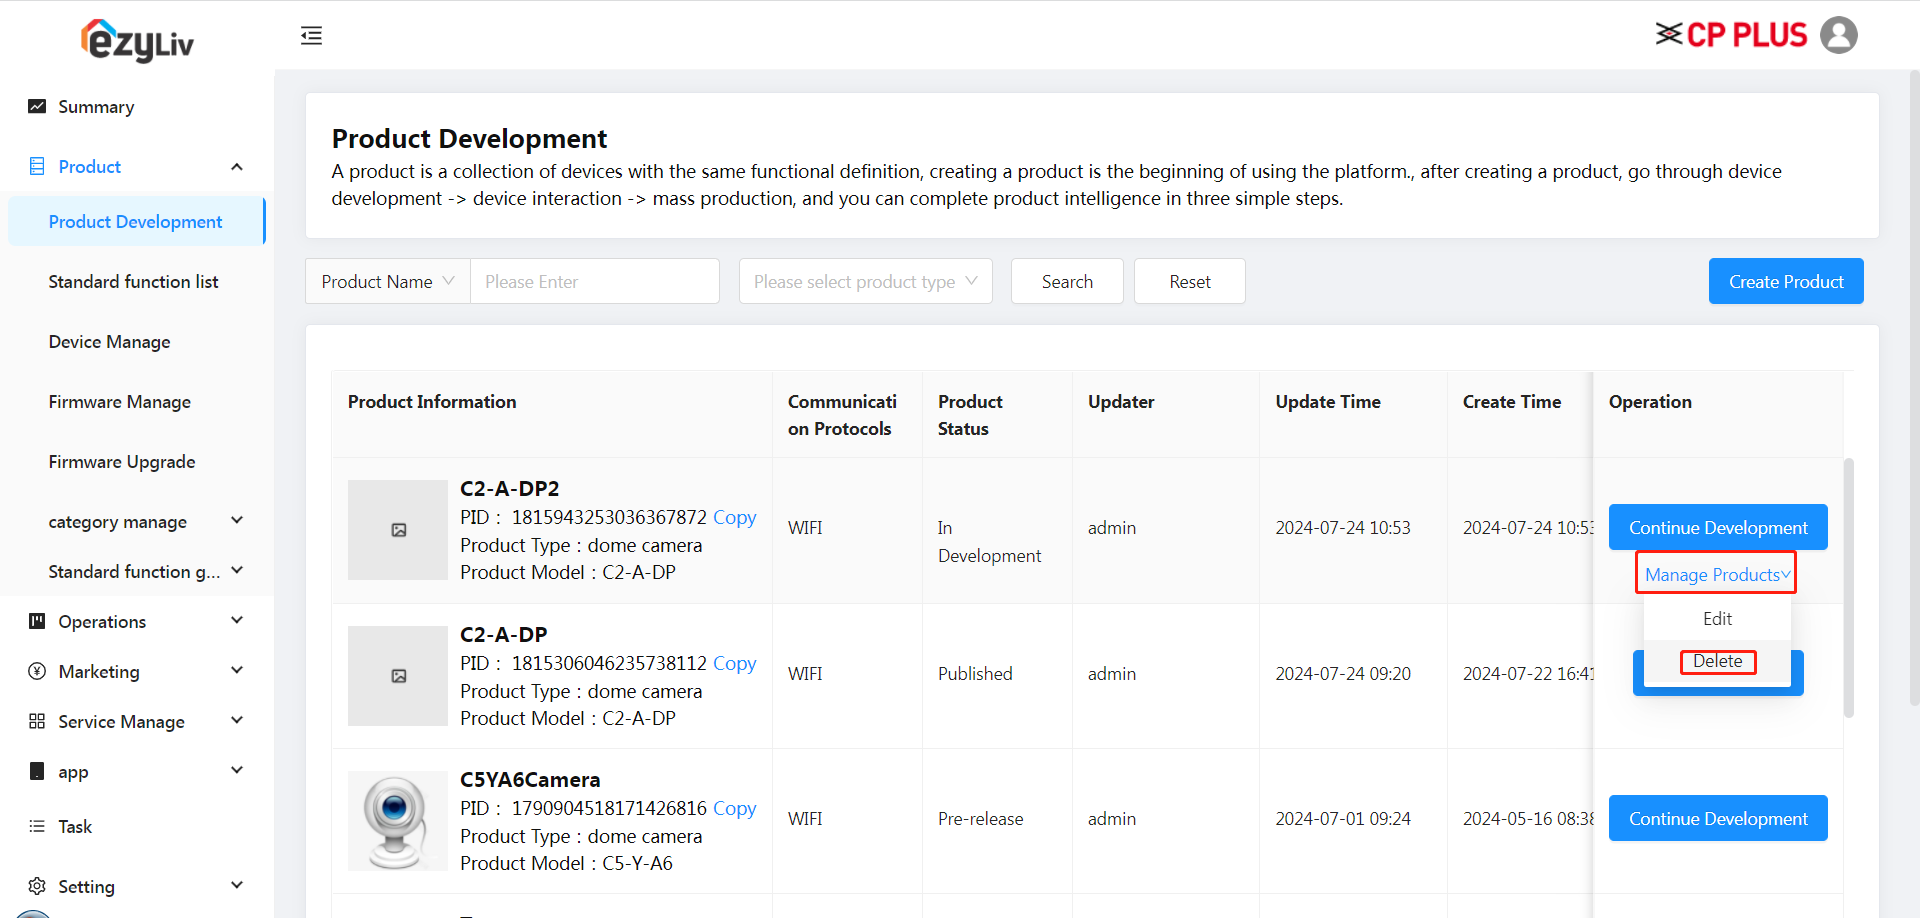 ezyLiv
CP PLUS
Summary
Product
Product Development
Standard function list
Device Manage
Firmware Manage
Firmware Upgrade
category manage
Standard function g...
Operations
Marketing
Service Manage
app
Task
Setting
Product Development
A product is a collection of devices with the same functional definition, creating a product is the beginning of using the platform., after creating a product, go through device
development -> device interaction -> mass production, and you can complete product intelligence in three simple steps.
Product Name Please Enter Please select product type Search Reset Create Product
Product Information Communicati Product Updater Update Time Create Time Operation
on Protocols Status
C2-A-DP2
PID : 1815943253036367872 Copy
Product Type : dome camera
Product Model : C2-A-DP
WIFI
In
Development
admin
2024-07-24 10:53
2024-07-24 10:53
Continue Development
Manage Products
Edit
Delete
C2-A-DP
PID : 1815306046235738112 Copy
Product Type : dome camera
Product Model : C2-A-DP
WIFI
Published
admin
2024-07-24 09:20
2024-07-22 16:41
C5YA6Camera
PID : 1790904518171426816 Copy
Product Type : dome camera
Product Model : C5-Y-A6
WIFI
Pre-release
admin
2024-07-01 09:24
2024-05-16 08:38
Continue Development